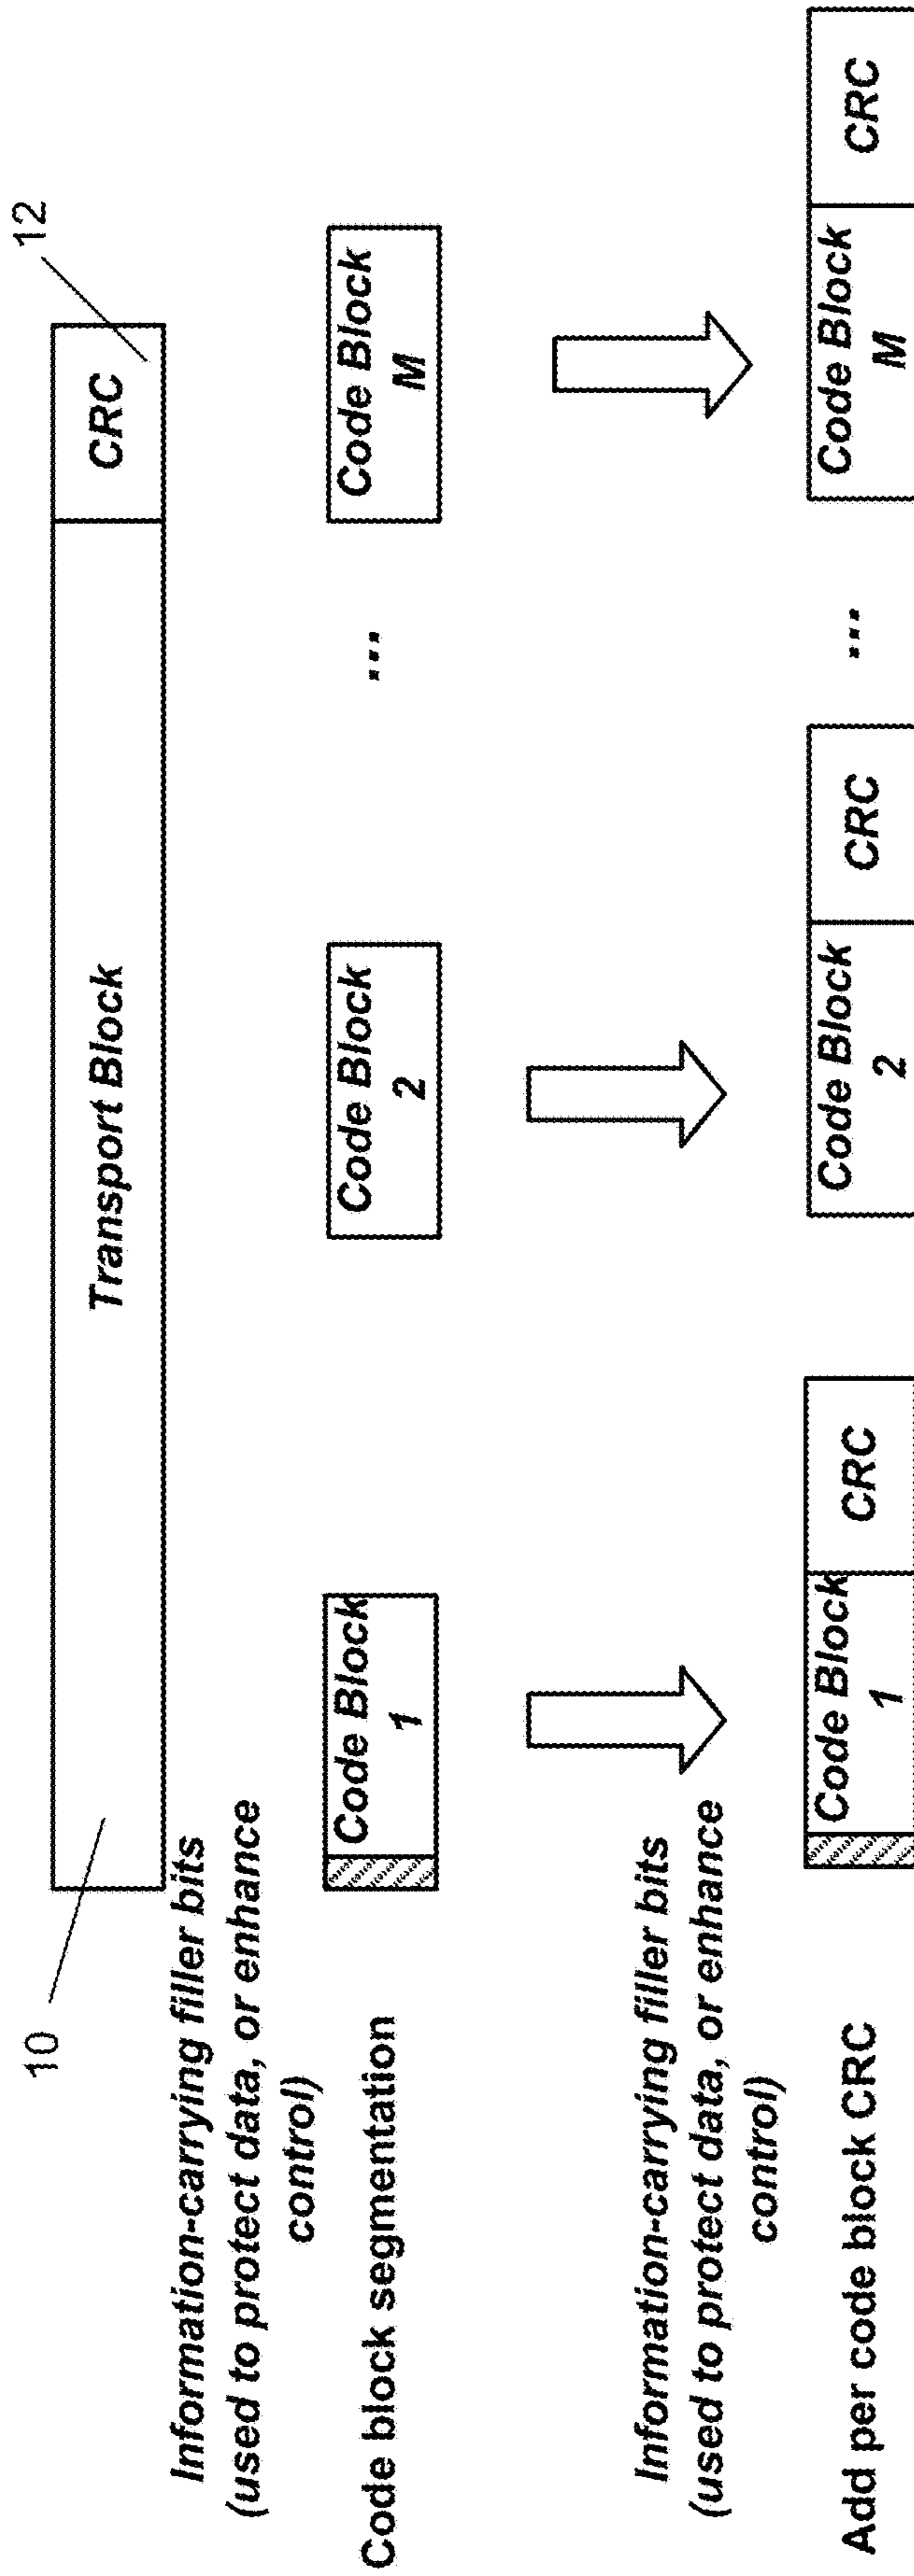 10
12
Transport Block
CRC
Information-carrying filler bits
(used to protect data, or enhance
control)
Code block segmentation
Code Block
1
Code Block
2
...
Code Block
M
Information-carrying filler bits
(used to protect data, or enhance
control)
Add per code block CRC
Code Block
1
CRC
Code Block
2
CRC
...
Code Block
M
CRC